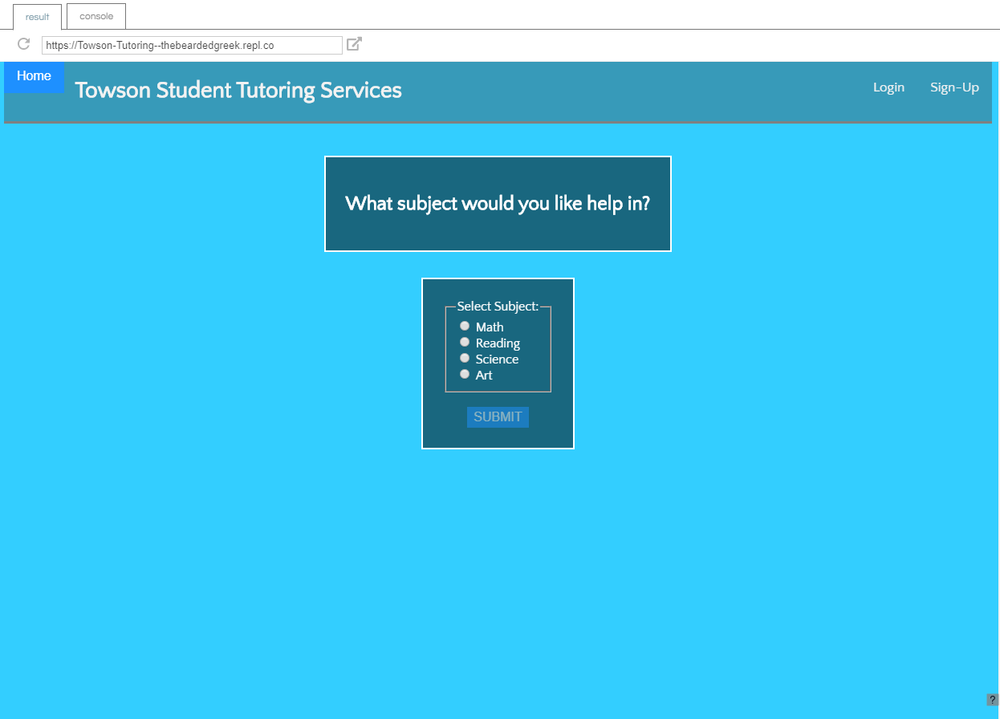 result
console
https://Towson-Tutoring--thebeardedgreek.repl.co
Home
Towson Student Tutoring Services
Login
Sign-Up
What subject would you like help in?
Select Subject:
Math
Reading
Science
Art
SUBMIT
?